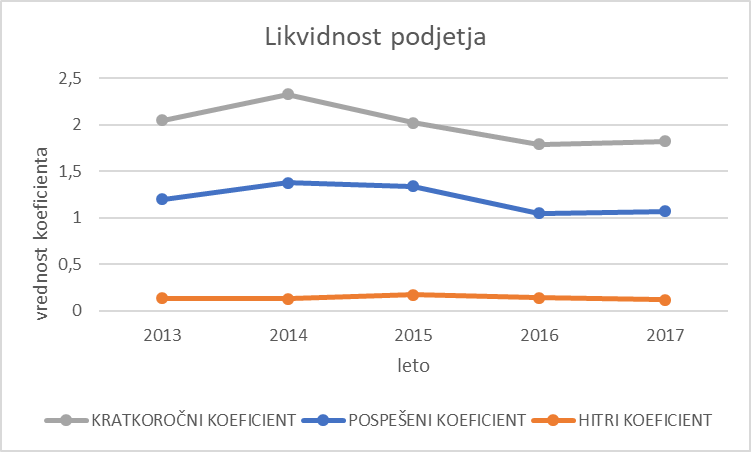 Likvidnost podjetja
2,5
2
1,5
1
0,5
0
vrednost koeficienta
2013 2014 2015 2016 2017
leto
KRATKOROČNI KOEFICIENT POSPEŠENI KOEFICIENT HITRI KOEFICIENT